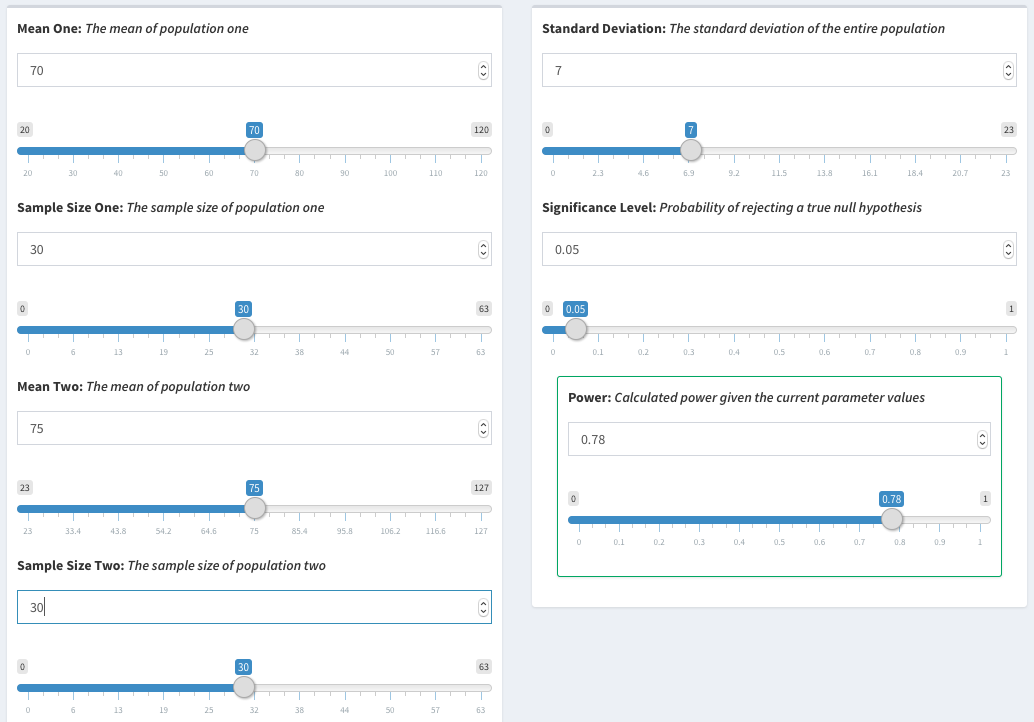 Mean One: The mean of population one
70
20 70 120
20 30 40 50 60 70 80 90 100 110 120
Sample Size One: The sample size of population one
30
0 30 63
0 6 13 19 25 32 38 44 50 57 63
Mean Two: The mean of population two
75
23 75 127
23 33.4 43.8 54.2 64.6 75 85.4 95.8 106.2 116.6 127
Sample Size Two: The sample size of population two
30
0 30 63
0 6 13 19 25 32 38 44 50 57 63
Standard Deviation: The standard deviation of the entire population
7
0 7 23
0 2.3 4.6 6.9 9.2 11.5 13.8 16.1 18.4 20.7 23
Significance Level: Probability of rejecting a true null hypothesis
0.05
0 0.05 1
0 0.1 0.2 0.3 0.4 0.5 0.6 0.7 0.8 0.9 1
Power: Calculated power given the current parameter values
0.78
0 0.78 1
0 0.1 0.2 0.3 0.4 0.5 0.6 0.7 0.8 0.9 1